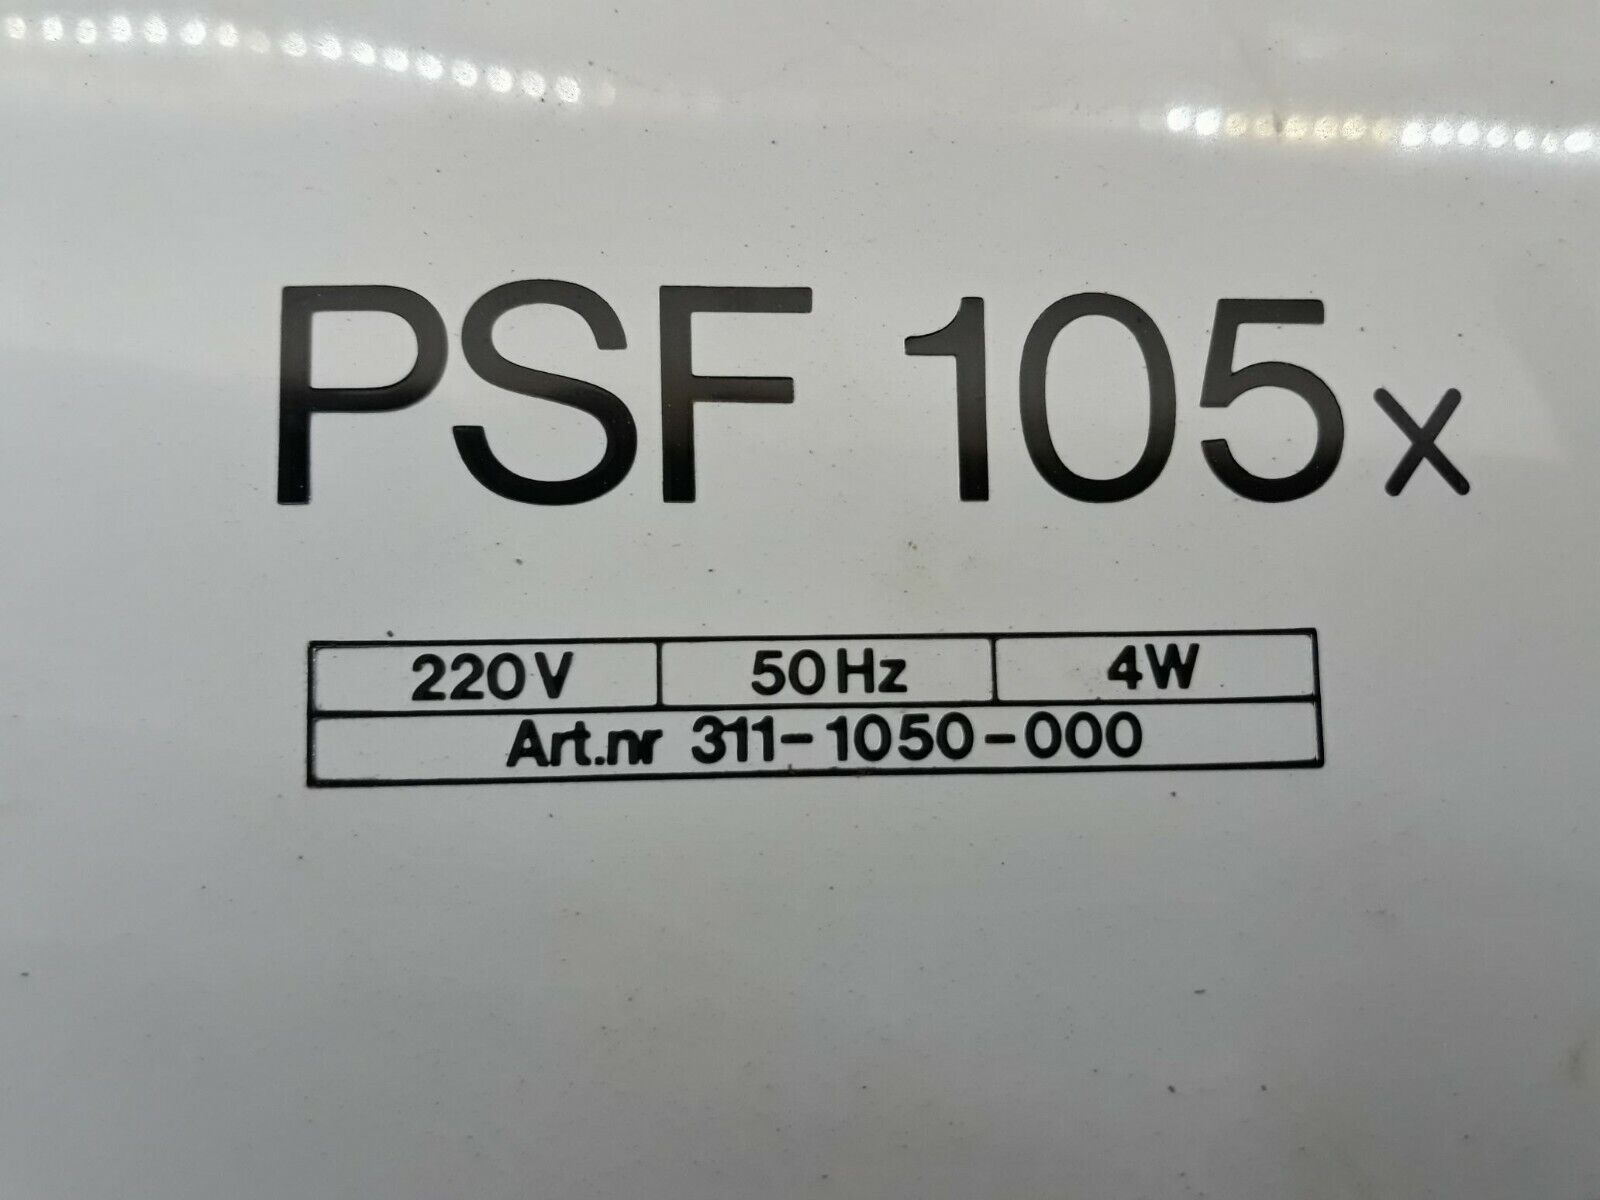 PSF 105x
220V 50Hz 4W
Art.nr 311-1050-000